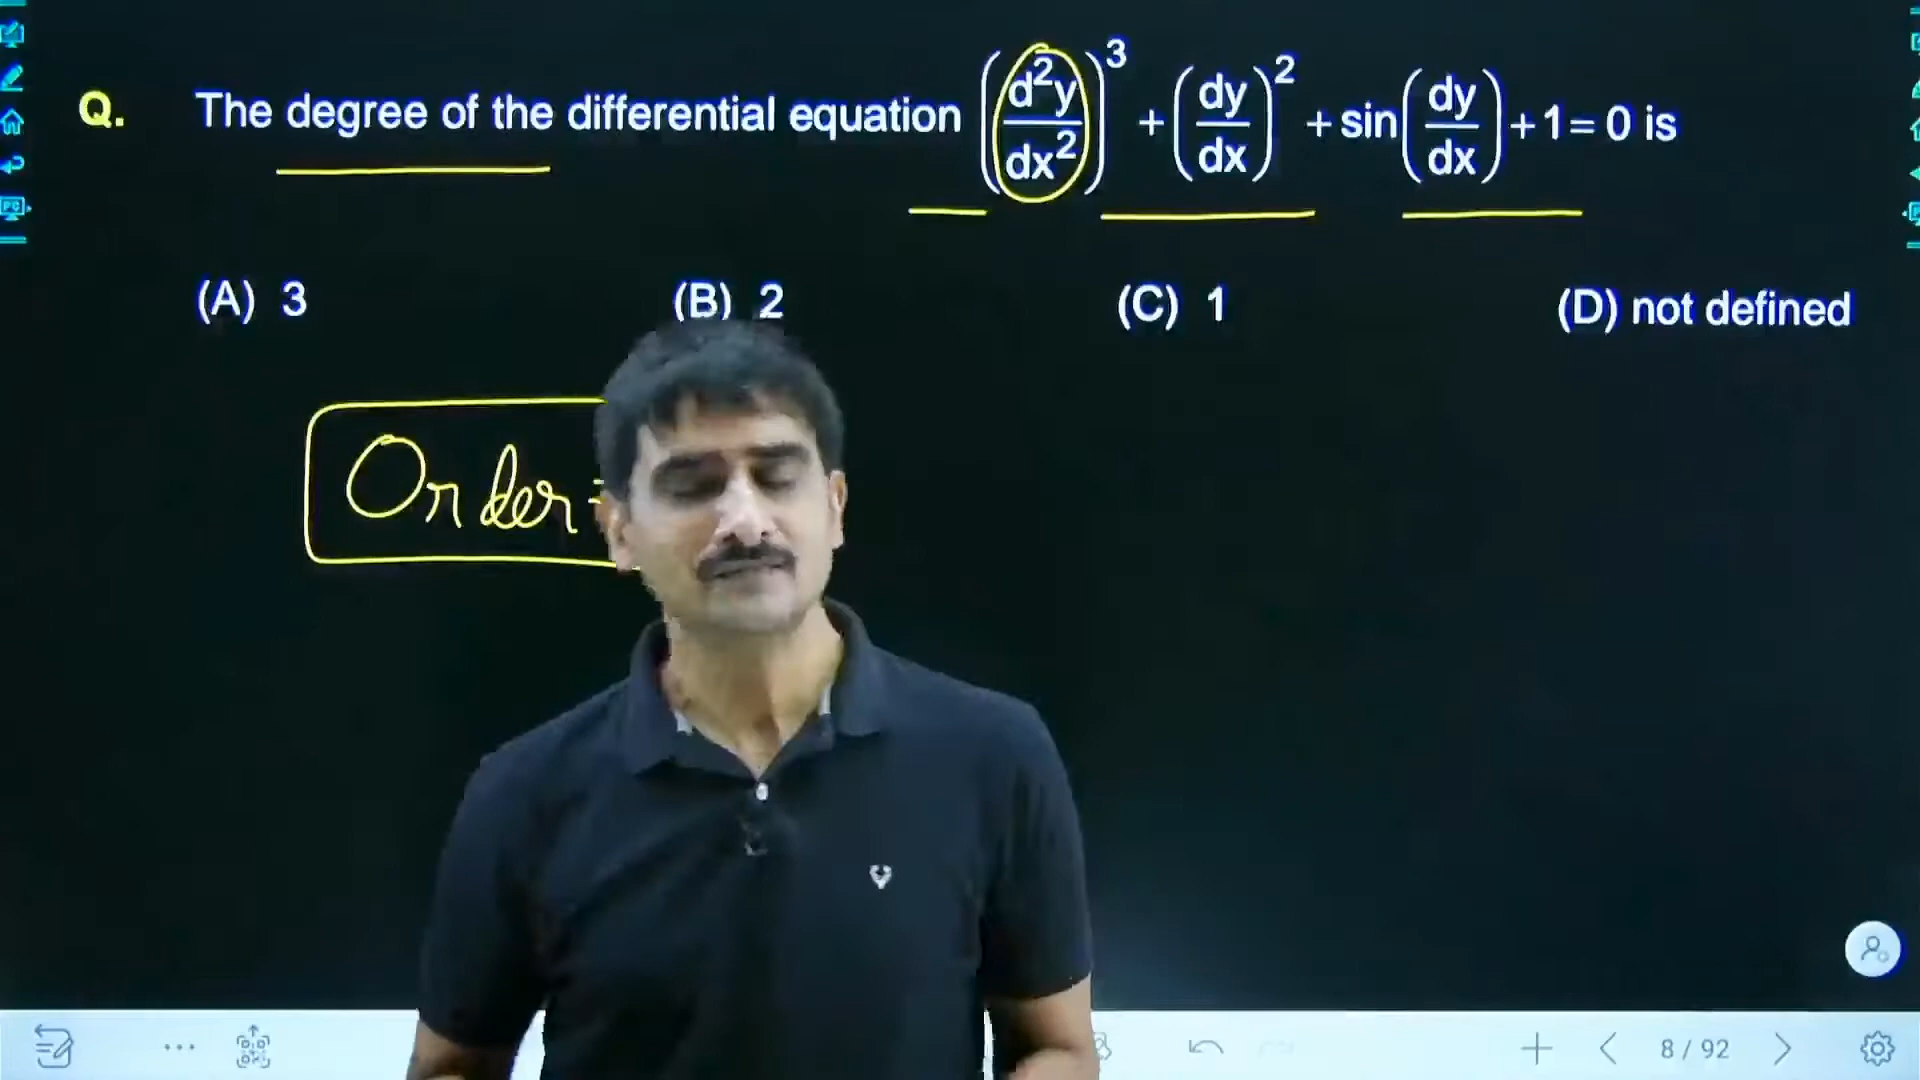 Q. The degree of the differential equation (d²y/dx²)³ + (dy/dx)² + sin(dy/dx) + 1 = 0 is
(A) 3 (B) 2 (C) 1 (D) not defined
Order =
8 / 92